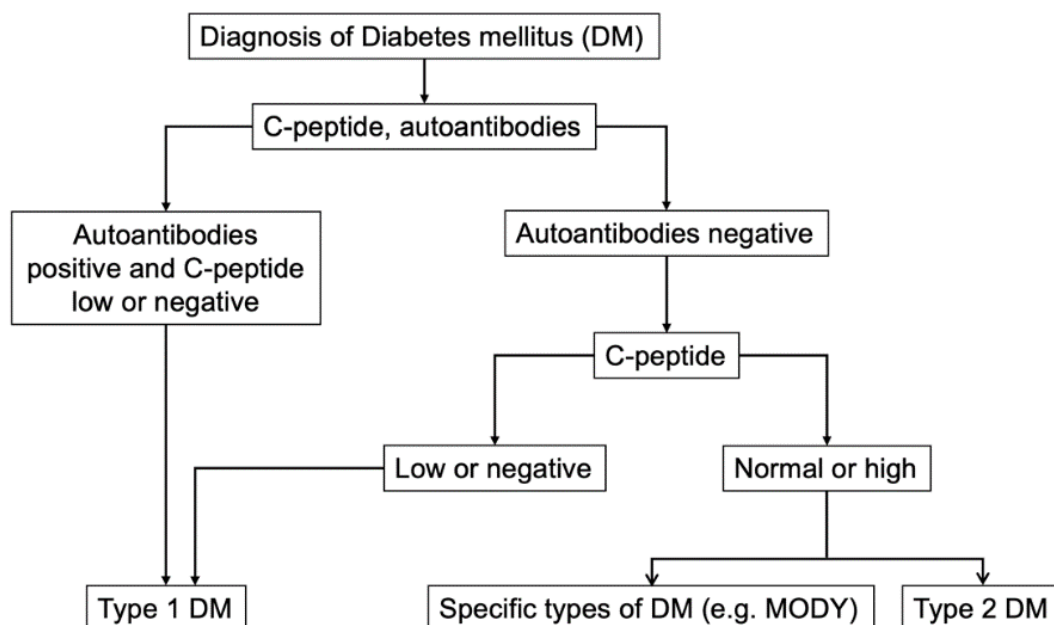 Diagnosis of Diabetes mellitus (DM)
C-peptide, autoantibodies
Autoantibodies
positive and C-peptide
low or negative
Autoantibodies negative
C-peptide
Low or negative
Normal or high
Type 1 DM
Specific types of DM (e.g. MODY)
Type 2 DM